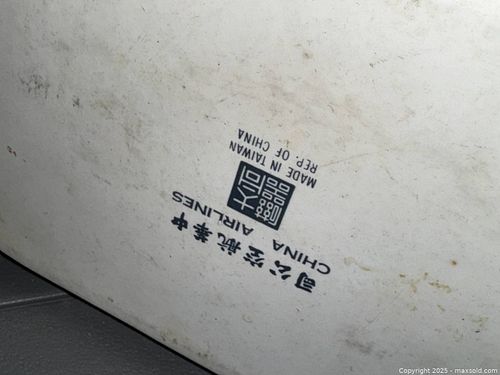 中華航空公司
CHINA AIRLINES
MADE IN TAIWAN
REP. OF CHINA
Copyright 2025 - maxsold.com